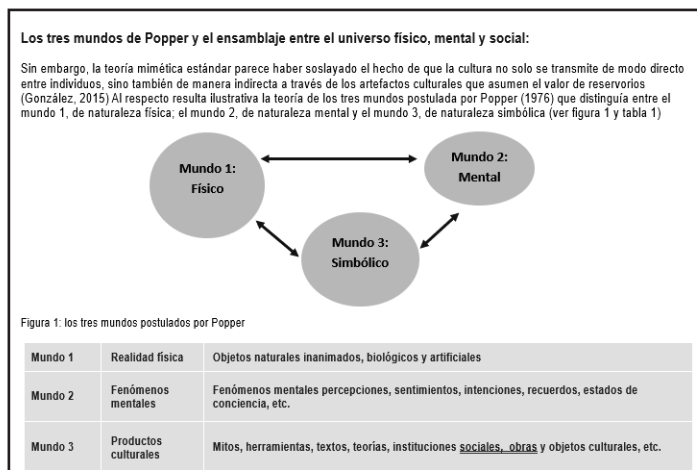 Los tres mundos de Popper y el ensamblaje entre el universo físico, mental y social:
Sin embargo, la teoría mimética estándar parece haber soslayado el hecho de que la cultura no solo se transmite de modo directo
entre individuos, sino también de manera indirecta a través de los artefactos culturales que asumen el valor de reservorios
(González, 2015) Al respecto resulta ilustrativa la teoría de los tres mundos postulada por Popper (1976) que distinguía entre el
mundo 1, de naturaleza física; el mundo 2, de naturaleza mental y el mundo 3, de naturaleza simbólica (ver figura 1 y tabla 1)
Mundo 1:
Físico
Mundo 2:
Mental
Mundo 3:
Simbólico
Figura 1: los tres mundos postulados por Popper
Mundo 1 Realidad física Objetos naturales inanimados, biológicos y artificiales
Mundo 2 Fenómenos mentales Fenómenos mentales percepciones, sentimientos, intenciones, recuerdos, estados de
conciencia, etc.
Mundo 3 Productos culturales Mitos, herramientas, textos, teorías, instituciones sociales, obras y objetos culturales, etc.